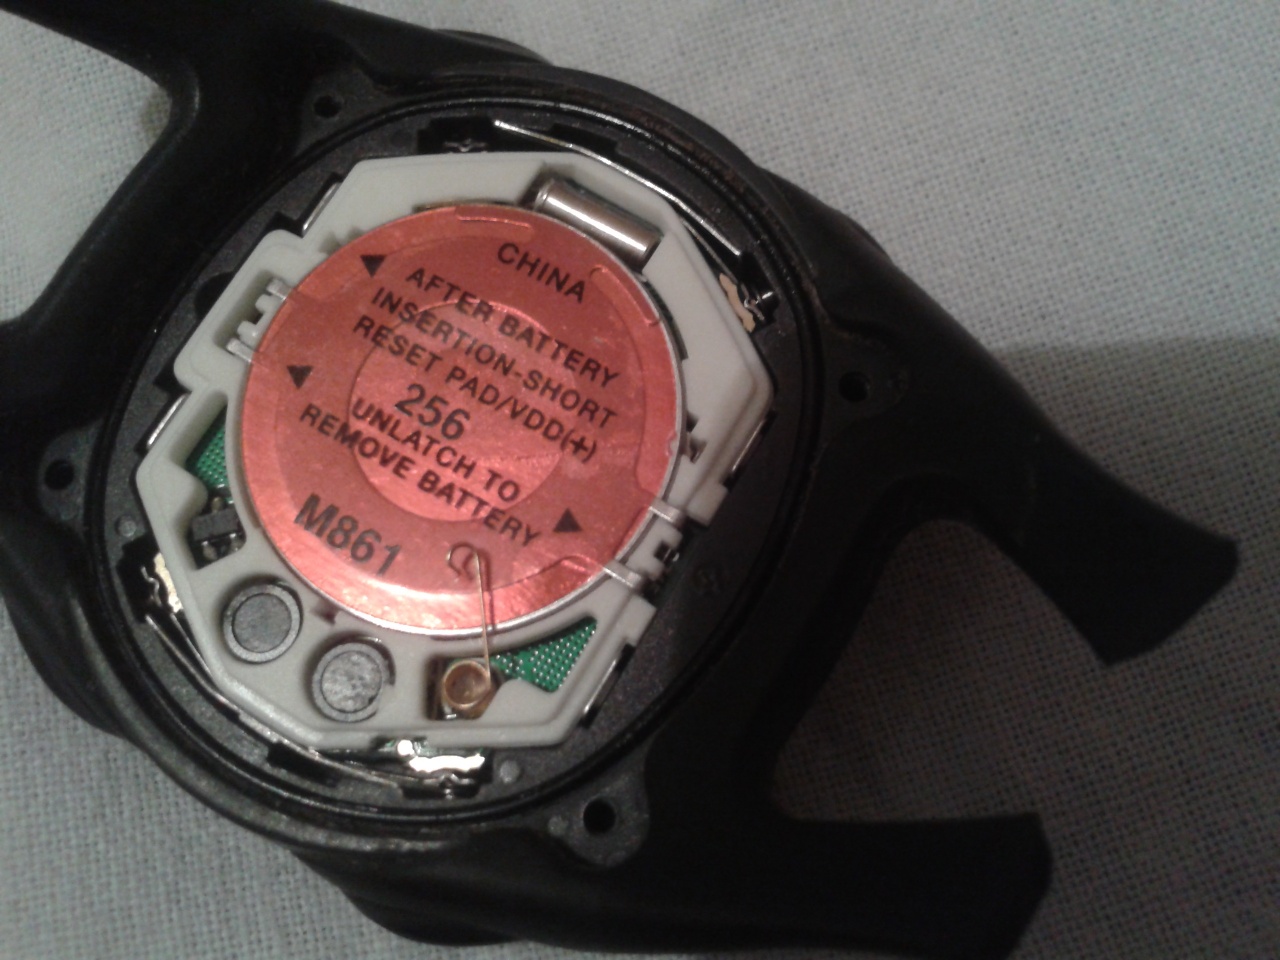 CHINA
AFTER BATTERY
INSERTION-SHORT
RESET PAD/VDD(+)
256
UNLATCH TO
REMOVE BATTERY
M861